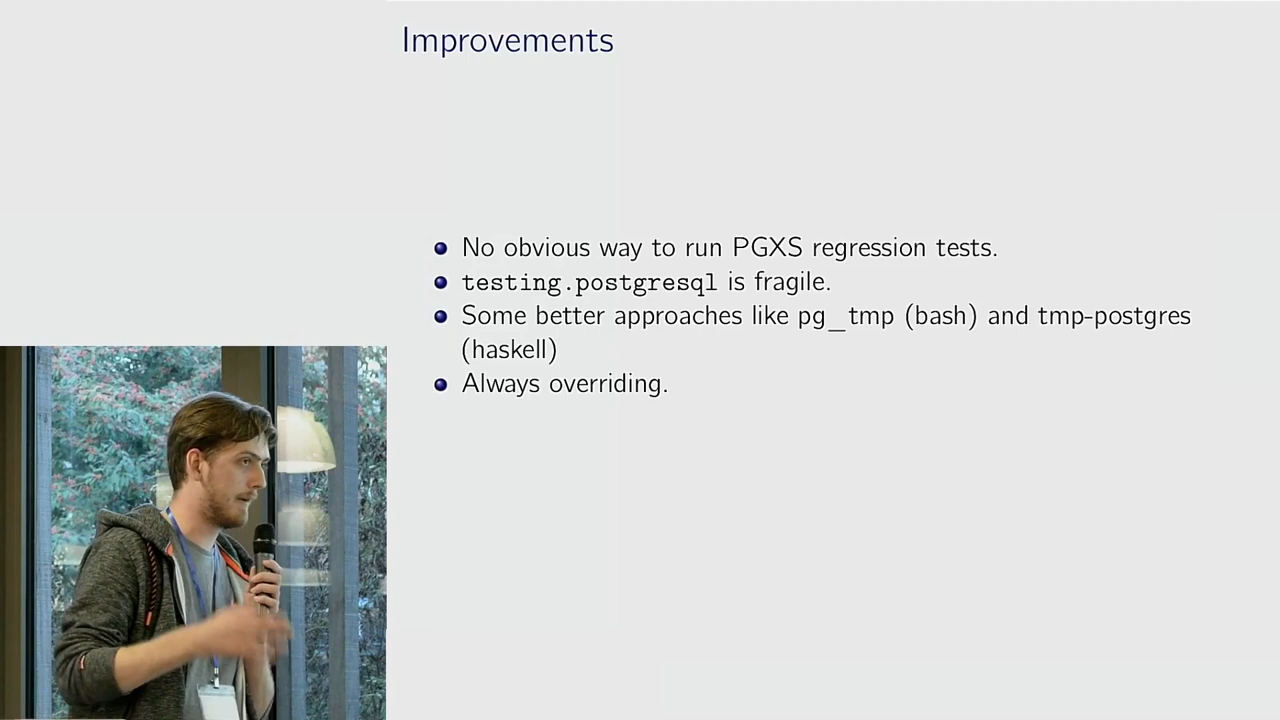 Improvements
No obvious way to run PGXS regression tests.
testing.postgresql is fragile.
Some better approaches like pg_tmp (bash) and tmp-postgres
(haskell)
Always overriding.